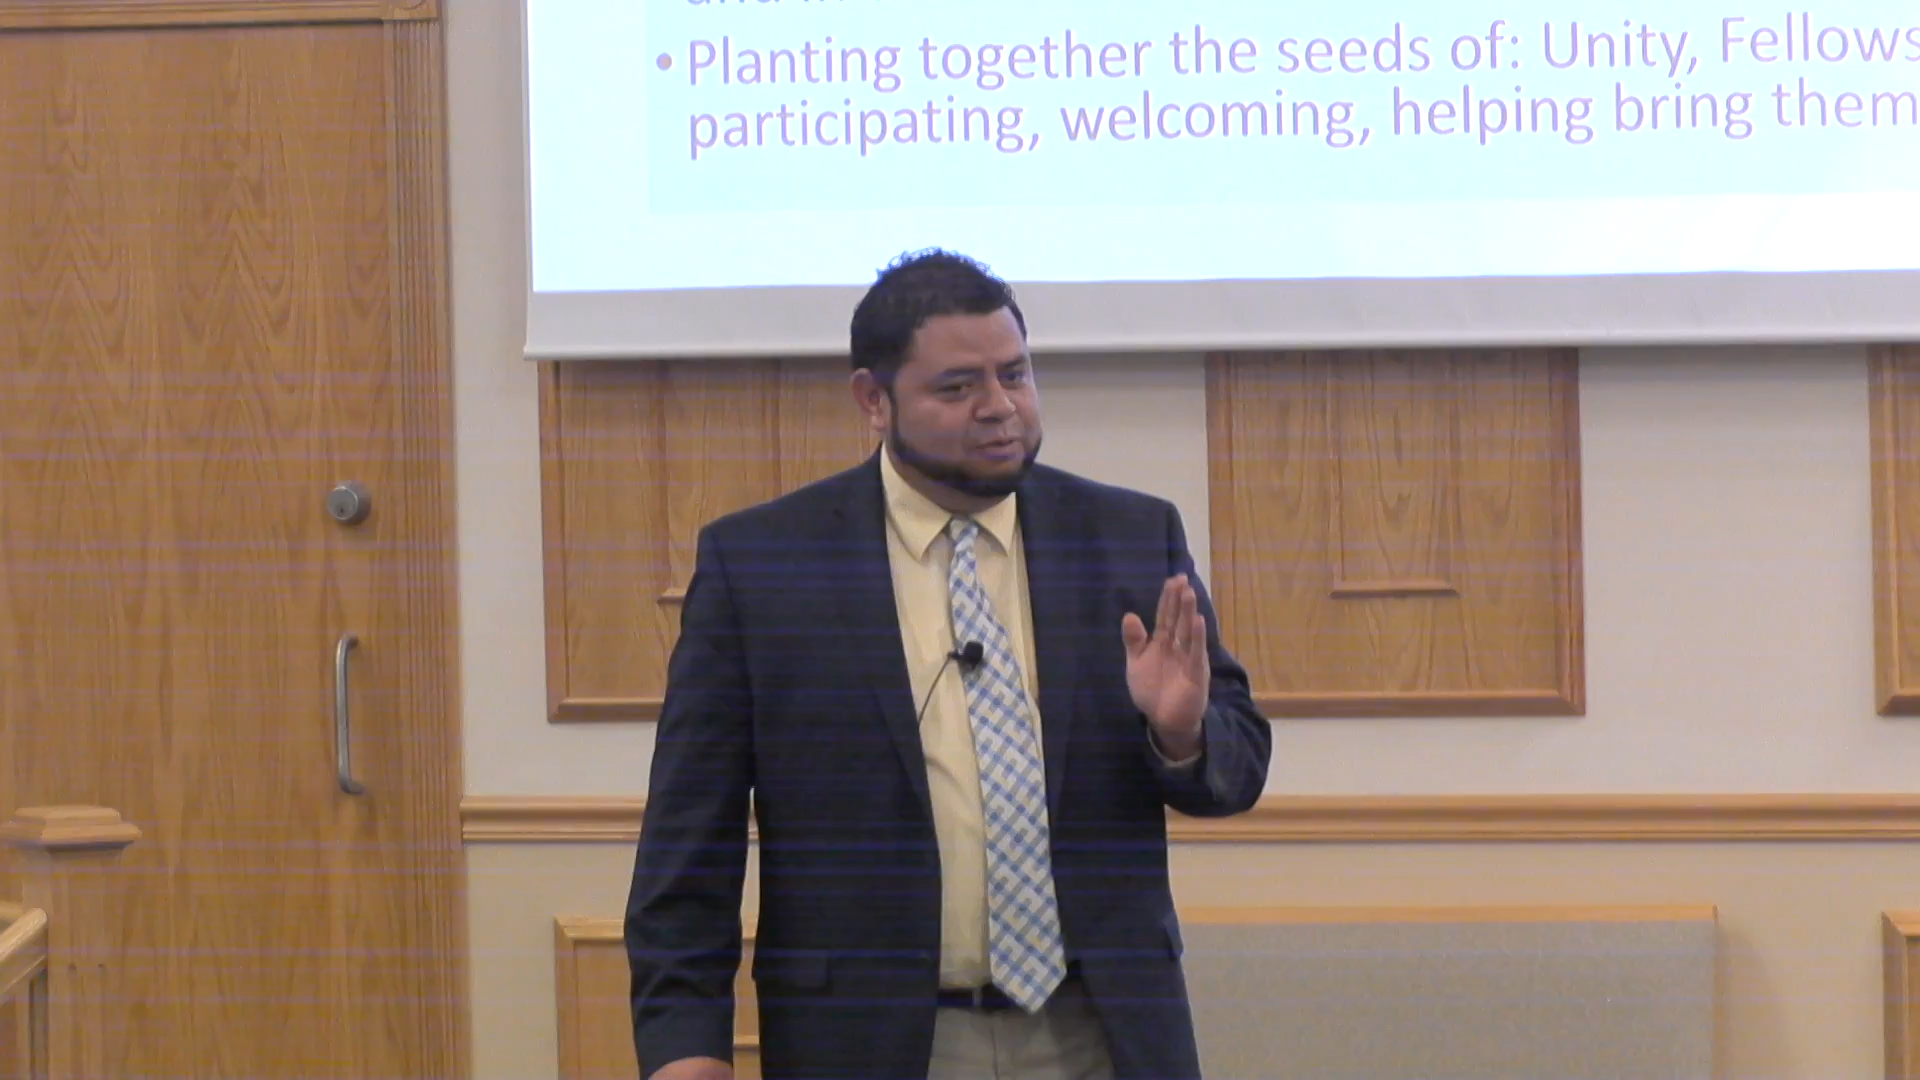 • Planting together the seeds of: Unity, Fellows
participating, welcoming, helping bring them